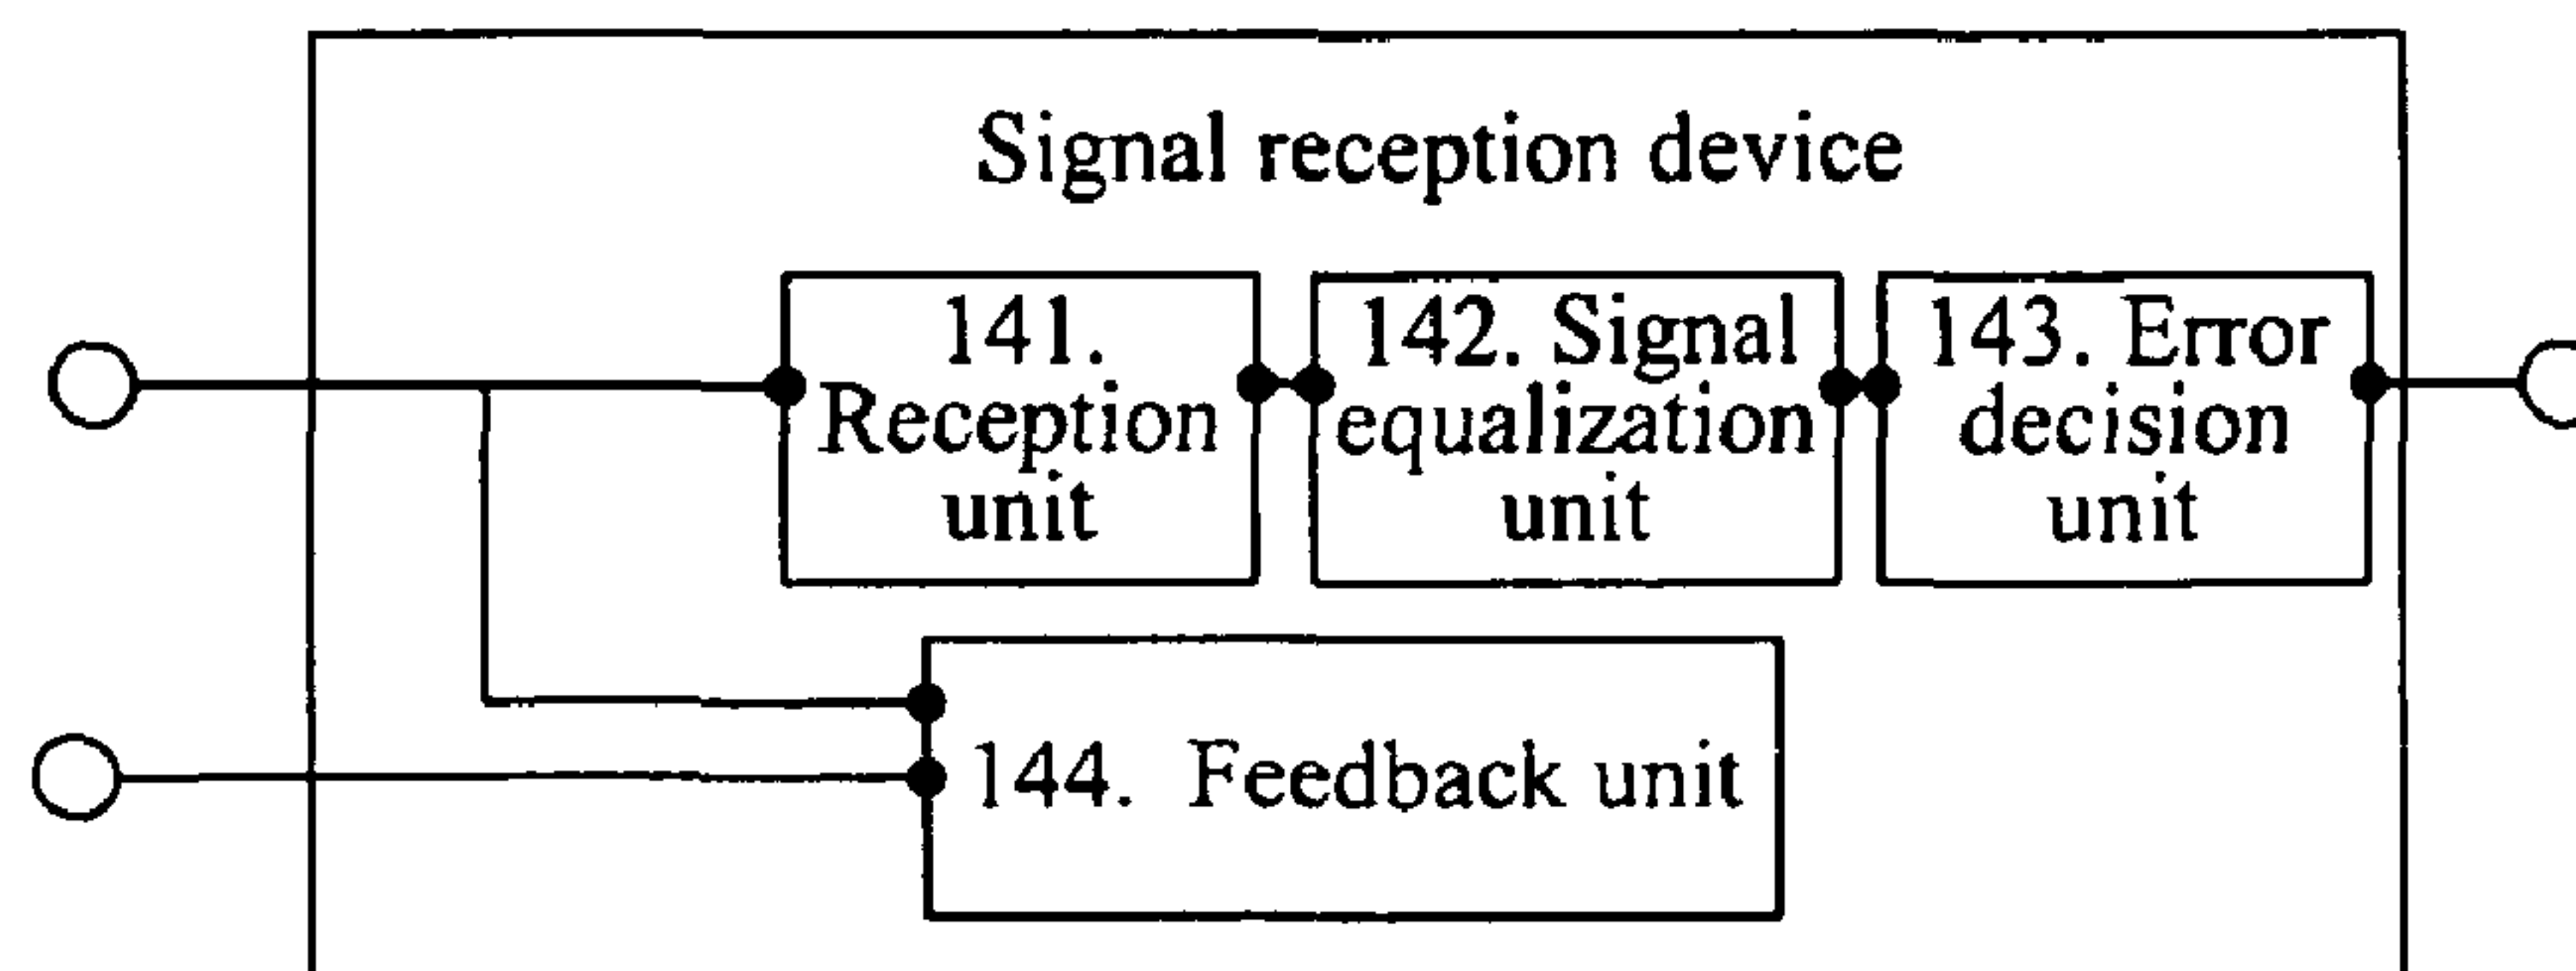 Signal reception device
141.
Reception
unit
142. Signal
equalization
unit
143. Error
decision
unit
144. Feedback unit